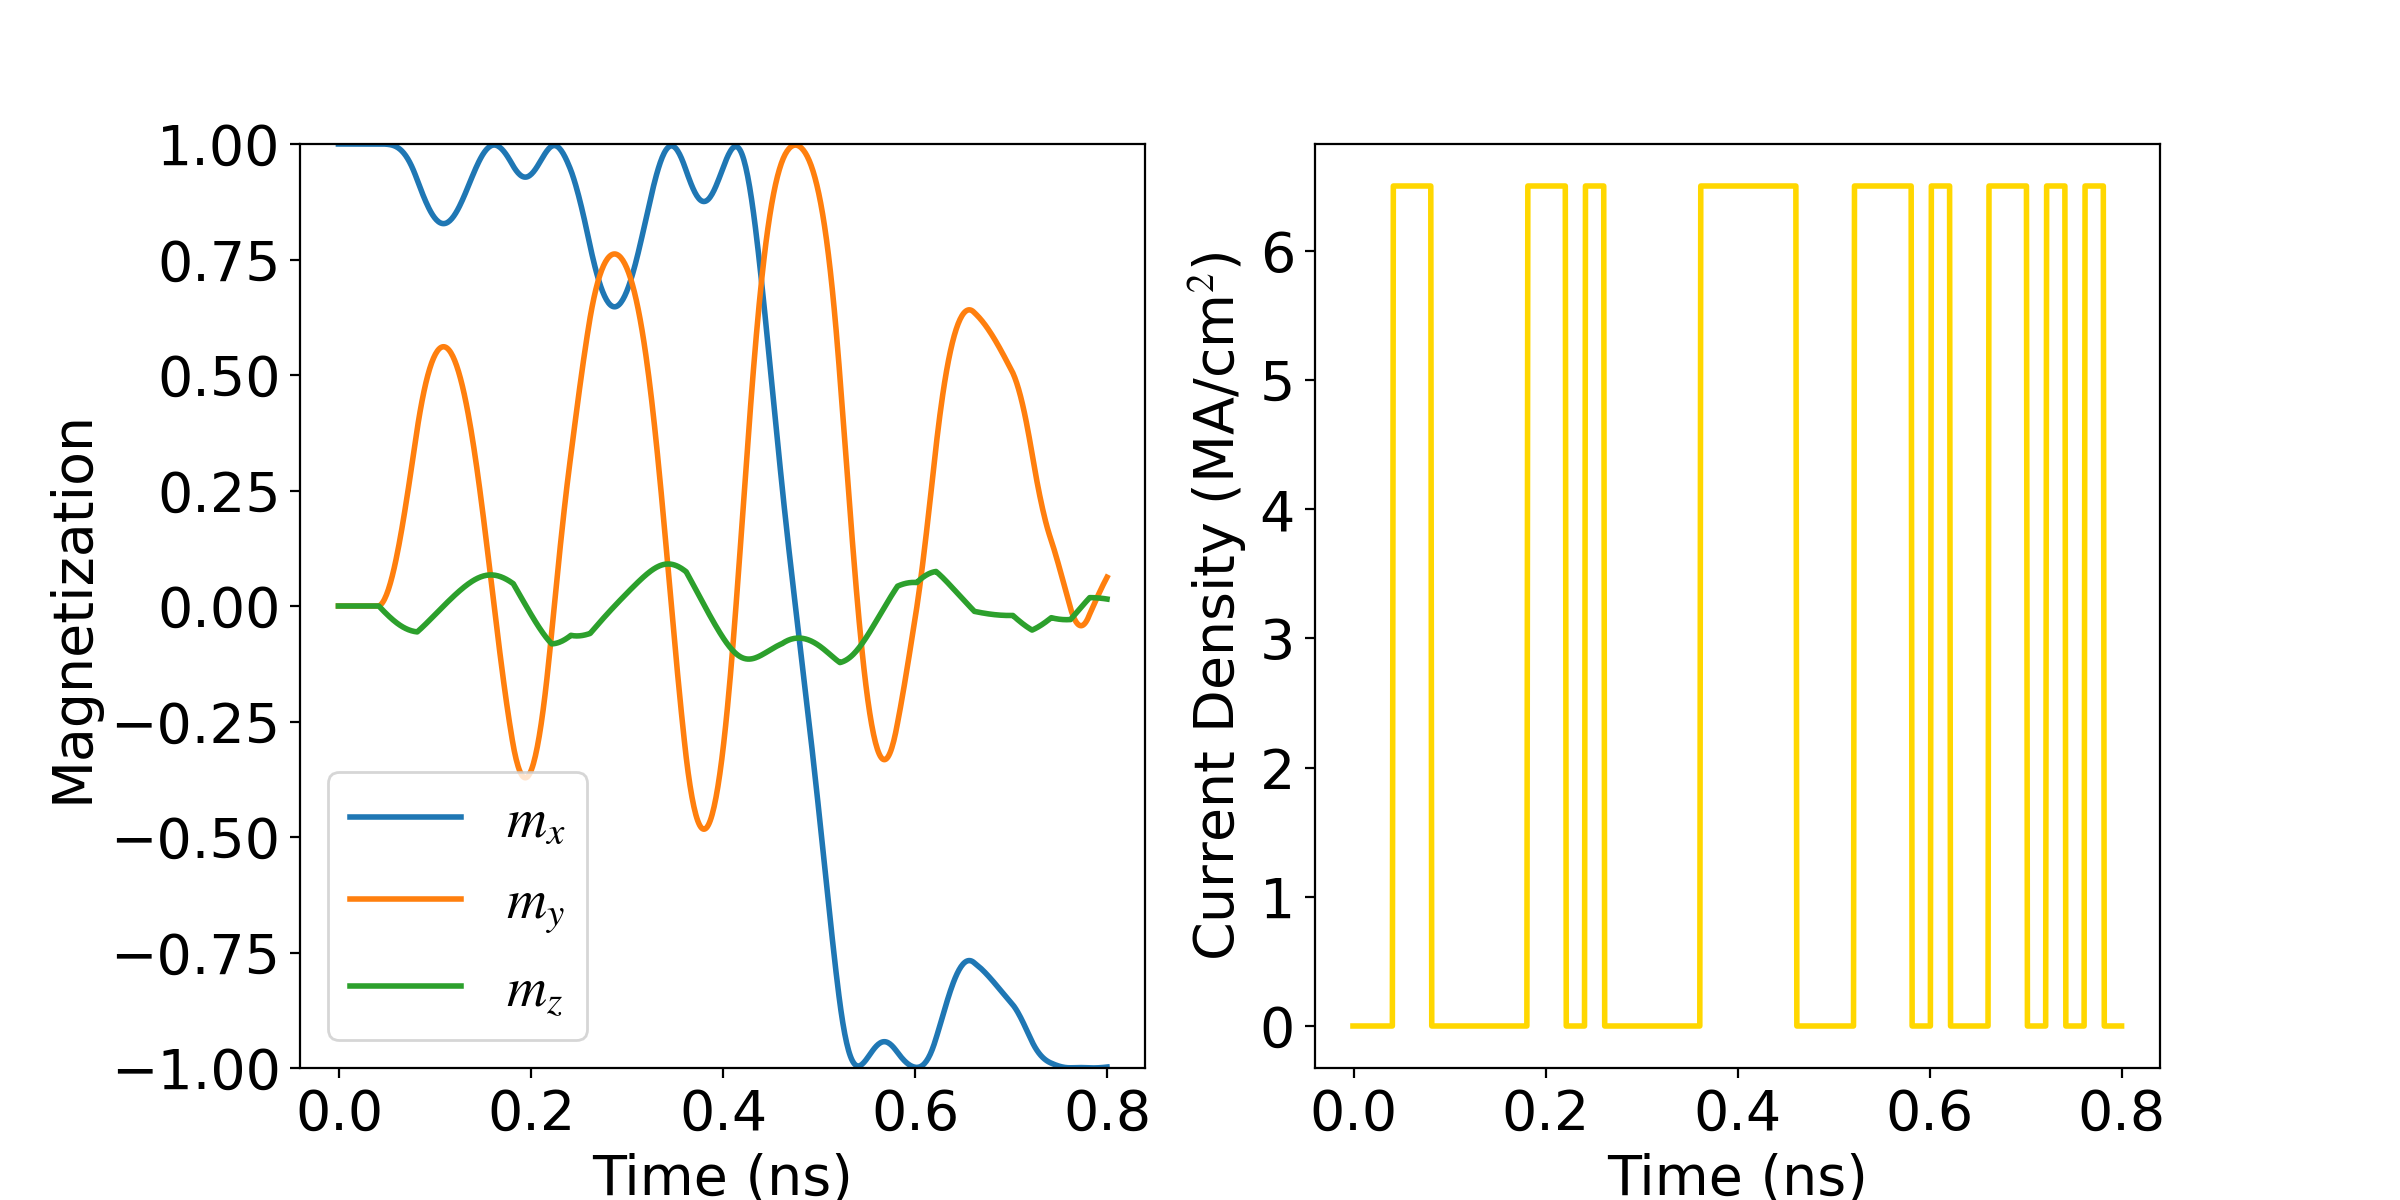 Magnetization
1.00
0.75
0.50
0.25
0.00
−0.25
−0.50
−0.75
−1.00
m_x
m_y
m_z
0.0 0.2 0.4 0.6 0.8
Time (ns)
Current Density (MA/cm²)
6
5
4
3
2
1
0
0.0 0.2 0.4 0.6 0.8
Time (ns)